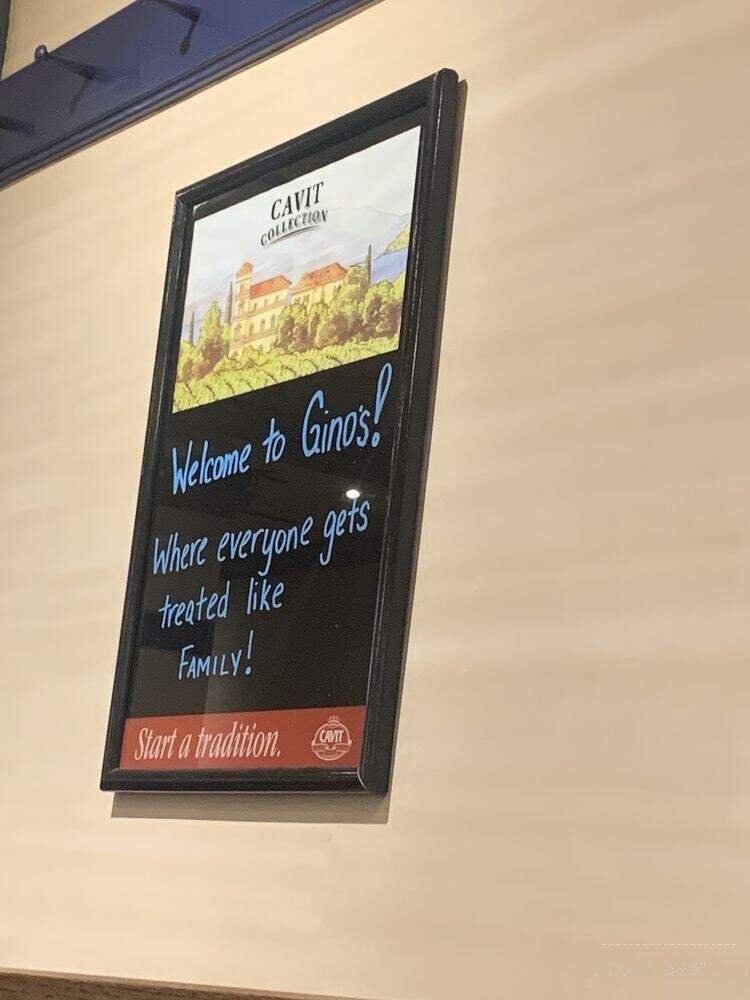 CAVIT
COLLECTION
Welcome to Gino's!
Where everyone gets
treated like
FAMILY!
Start a tradition.
CAVIT